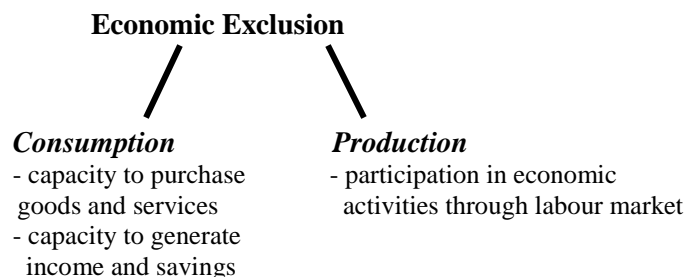 Economic Exclusion
Consumption
- capacity to purchase
goods and services
- capacity to generate
income and savings
Production
- participation in economic
activities through labour market